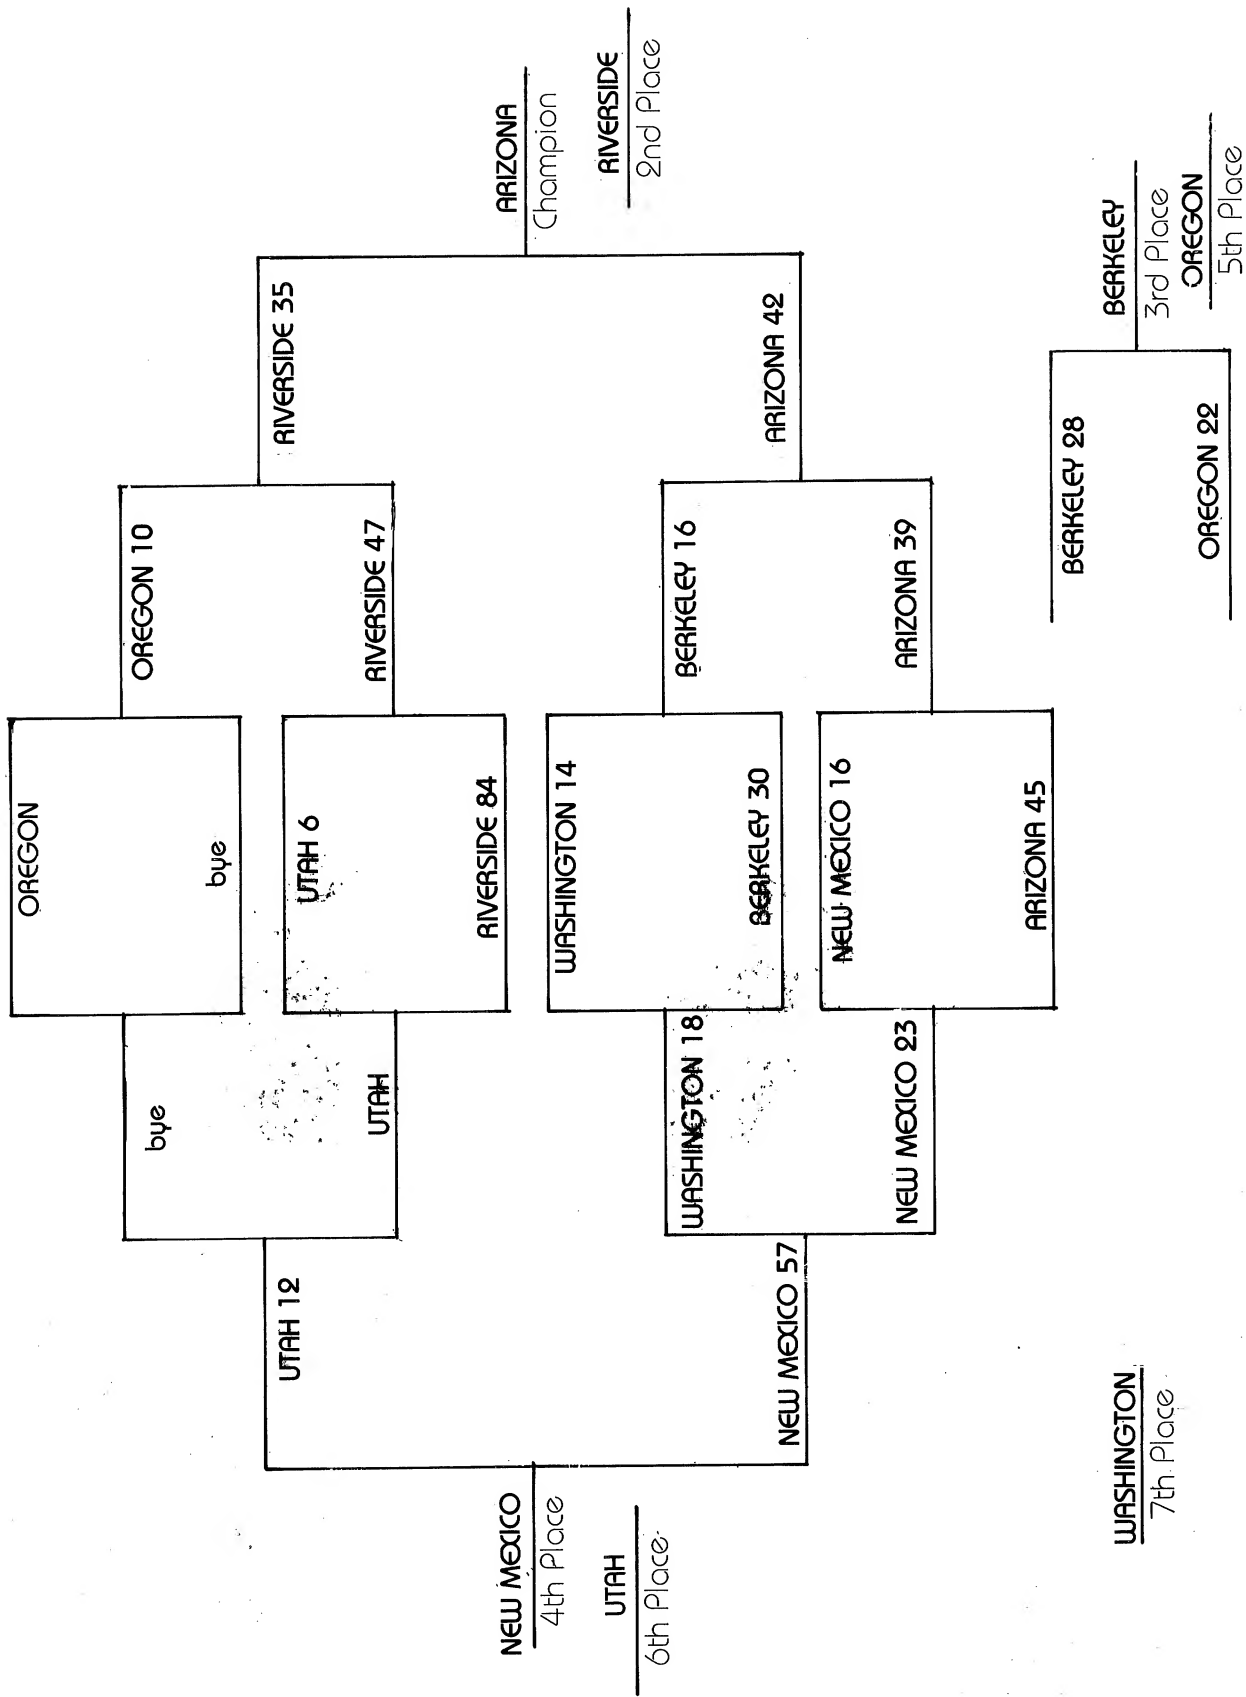 OREGON
bye
UTAH 6
RIVERSIDE 84
WASHINGTON 14
BERKELEY 30
NEW MEXICO 16
ARIZONA 45
OREGON 10
RIVERSIDE 47
BERKELEY 16
ARIZONA 39
RIVERSIDE 35
ARIZONA 42
ARIZONA
Champion
RIVERSIDE
2nd Place
bye
UTAH
WASHINGTON 18
NEW MEXICO 23
UTAH 12
NEW MEXICO 57
NEW MEXICO
4th Place
UTAH
6th Place
BERKELEY 28
OREGON 22
BERKELEY
3rd Place
OREGON
5th Place
WASHINGTON
7th Place